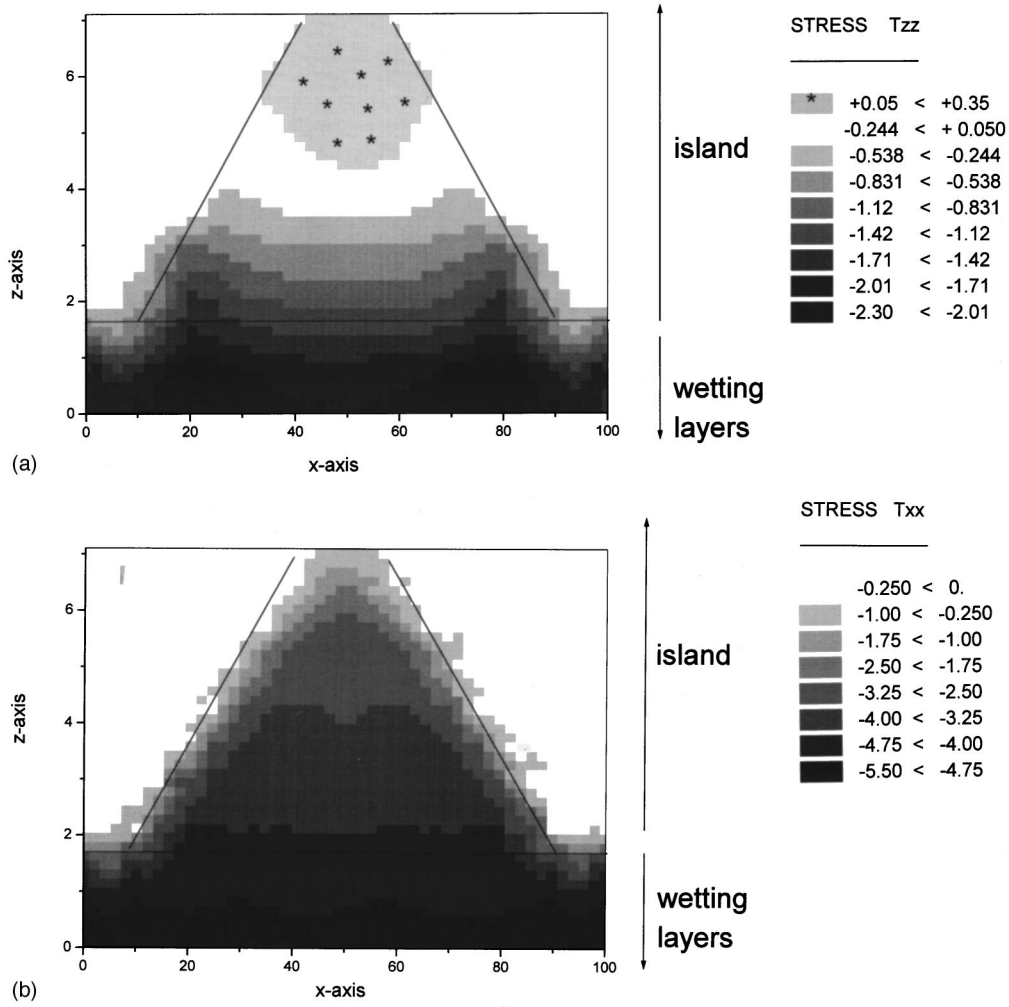 STRESS Tzz
* +0.05 < +0.35
-0.244 < + 0.050
-0.538 < -0.244
-0.831 < -0.538
-1.12 < -0.831
-1.42 < -1.12
-1.71 < -1.42
-2.01 < -1.71
-2.30 < -2.01
island
wetting
layers
z-axis
6
4
2
0
0 20 40 60 80 100
x-axis
(a)
STRESS Txx
-0.250 < 0.
-1.00 < -0.250
-1.75 < -1.00
-2.50 < -1.75
-3.25 < -2.50
-4.00 < -3.25
-4.75 < -4.00
-5.50 < -4.75
island
wetting
layers
z-axis
6
4
2
0
0 20 40 60 80 100
x-axis
(b)